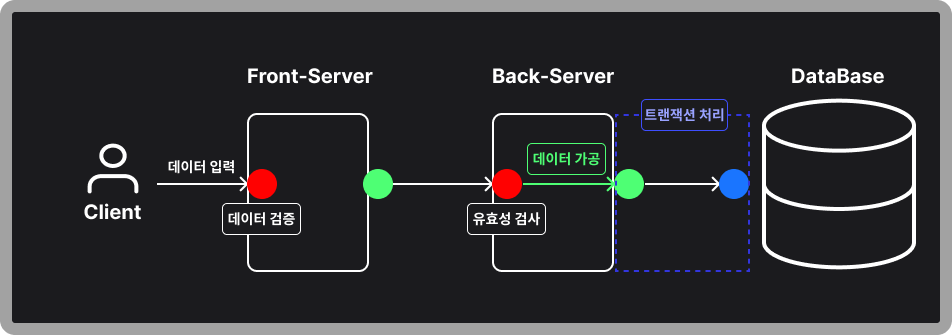 Front-Server
Back-Server
DataBase
트랜잭션 처리
데이터 입력
데이터 가공
Client
데이터 검증
유효성 검사